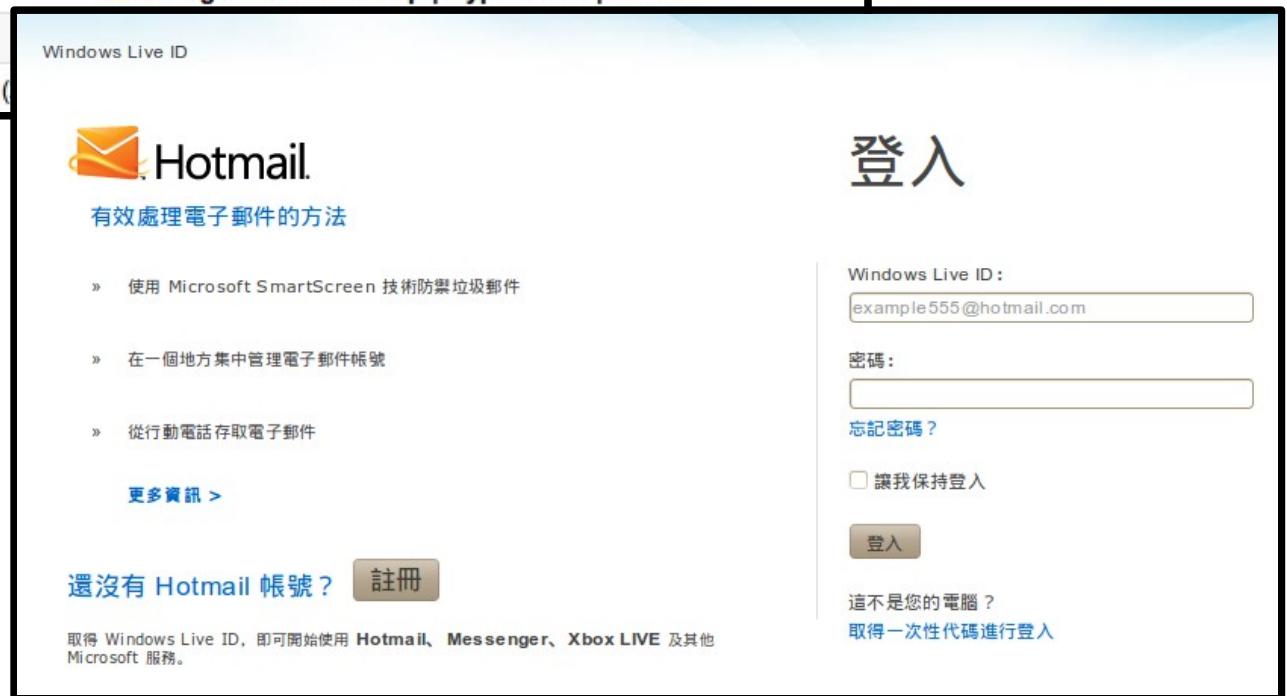 Windows Live ID
Hotmail.
有效處理電子郵件的方法
» 使用 Microsoft SmartScreen 技術防禦垃圾郵件
» 在一個地方集中管理電子郵件帳號
» 從行動電話存取電子郵件
更多資訊 >
還沒有 Hotmail 帳號？ 註冊
取得 Windows Live ID，即可開始使用 Hotmail、Messenger、Xbox LIVE 及其他
Microsoft 服務。
登入
Windows Live ID：
example555@hotmail.com
密碼：
忘記密碼？
讓我保持登入
登入
這不是您的電腦？
取得一次性代碼進行登入